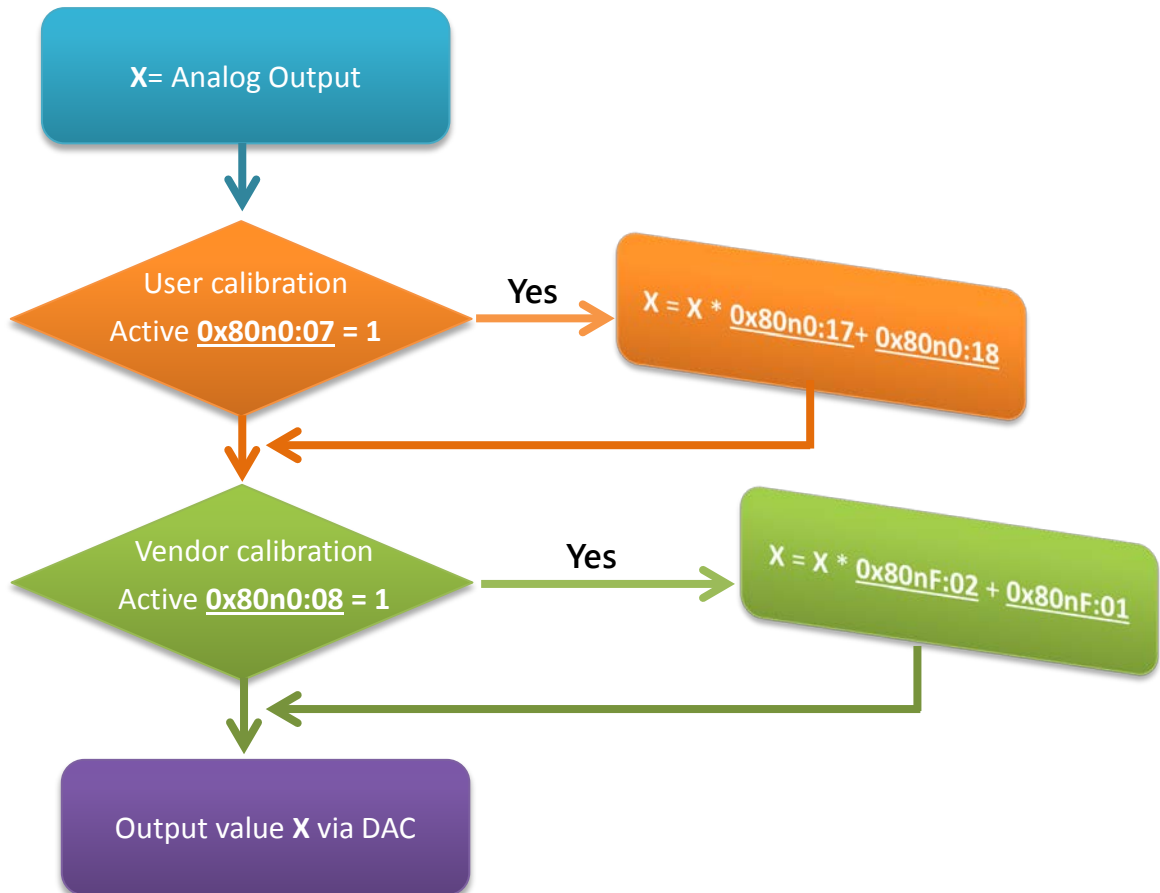 X= Analog Output
User calibration
Active 0x80n0:07 = 1
Yes
X = X * 0x80n0:17+ 0x80n0:18
Vendor calibration
Active 0x80n0:08 = 1
Yes
X = X * 0x80nF:02 + 0x80nF:01
Output value X via DAC